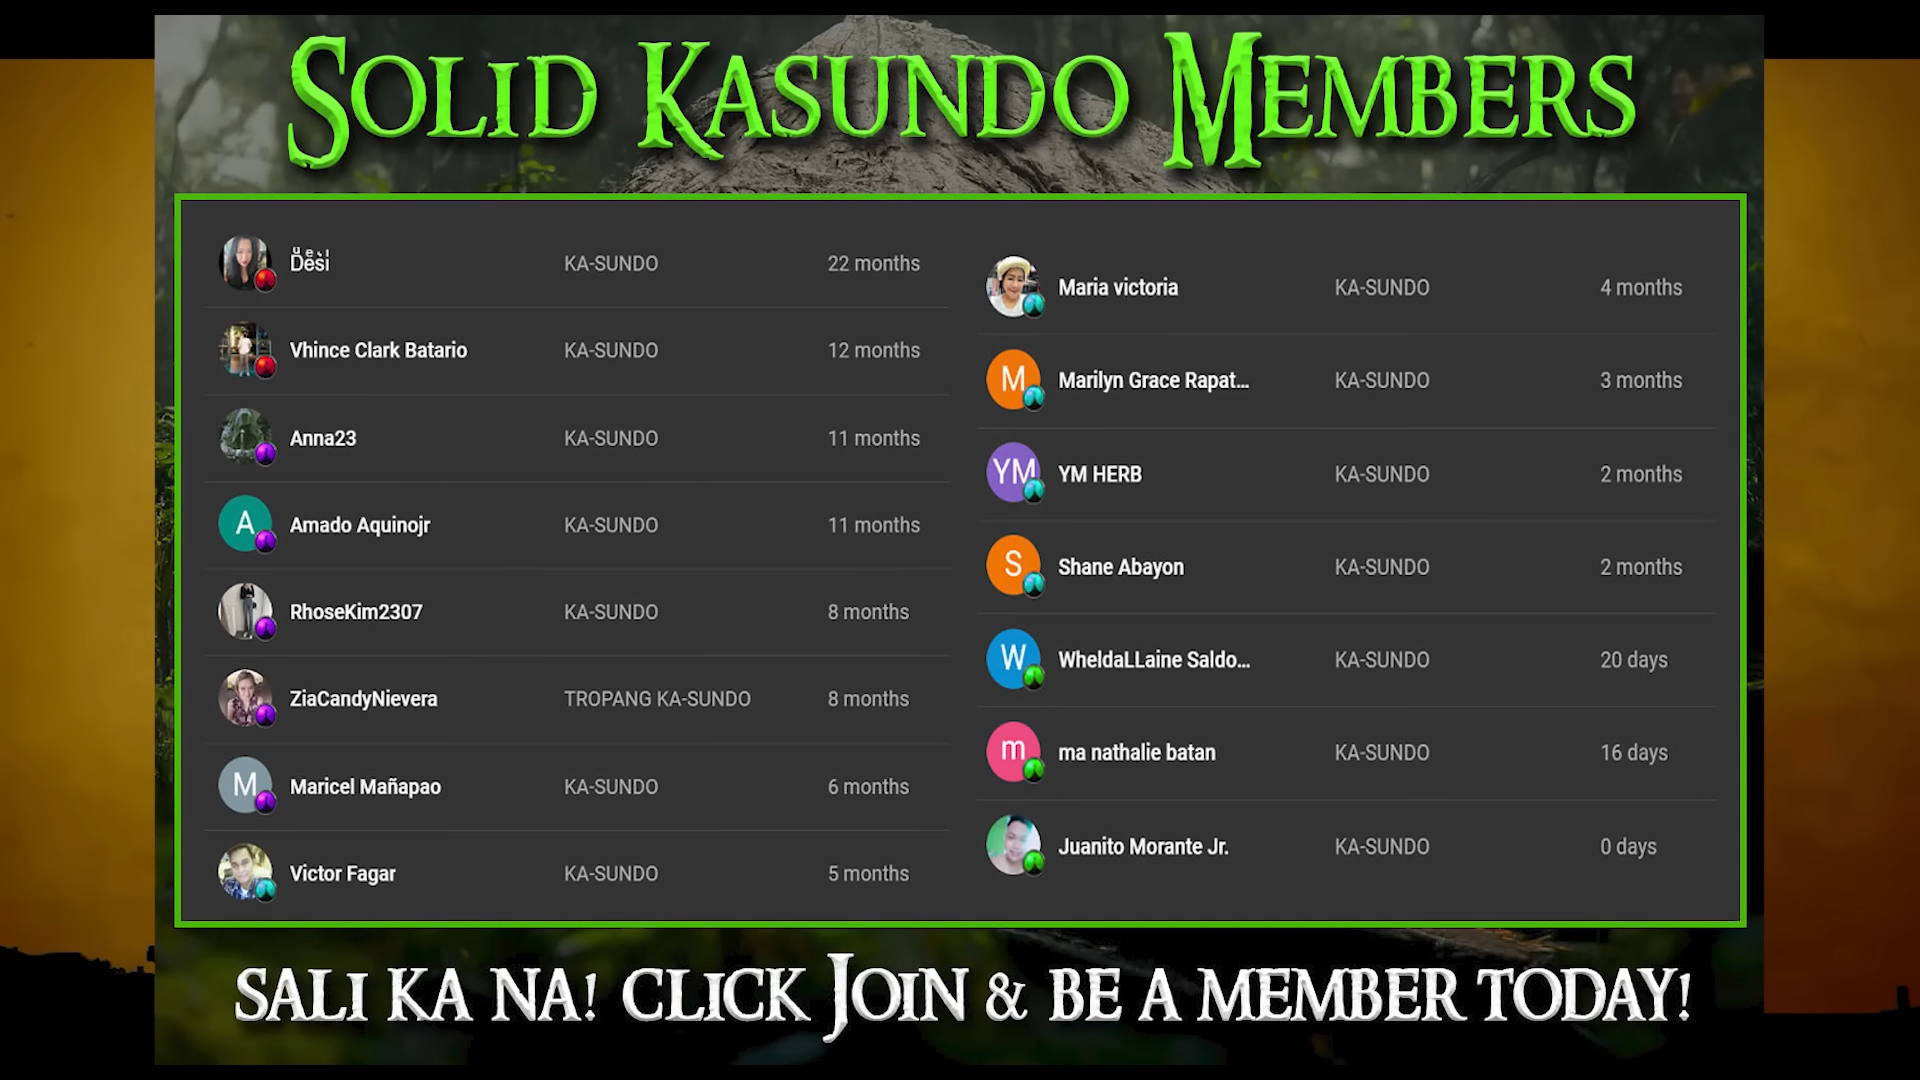 SOLID KASUNDO MEMBERS
Desi KA-SUNDO 22 months
Vhince Clark Batario KA-SUNDO 12 months
Anna23 KA-SUNDO 11 months
A Amado Aquinojr KA-SUNDO 11 months
RhoseKim2307 KA-SUNDO 8 months
ZiaCandyNievera TROPANG KA-SUNDO 8 months
M Maricel Mañapao KA-SUNDO 6 months
Victor Fagar KA-SUNDO 5 months
Maria victoria KA-SUNDO 4 months
M Marilyn Grace Rapat... KA-SUNDO 3 months
YM YM HERB KA-SUNDO 2 months
S Shane Abayon KA-SUNDO 2 months
W WheldaLLaine Saldo... KA-SUNDO 20 days
m ma nathalie batan KA-SUNDO 16 days
Juanito Morante Jr. KA-SUNDO 0 days
SALI KA NA! CLICK JOIN & BE A MEMBER TODAY!